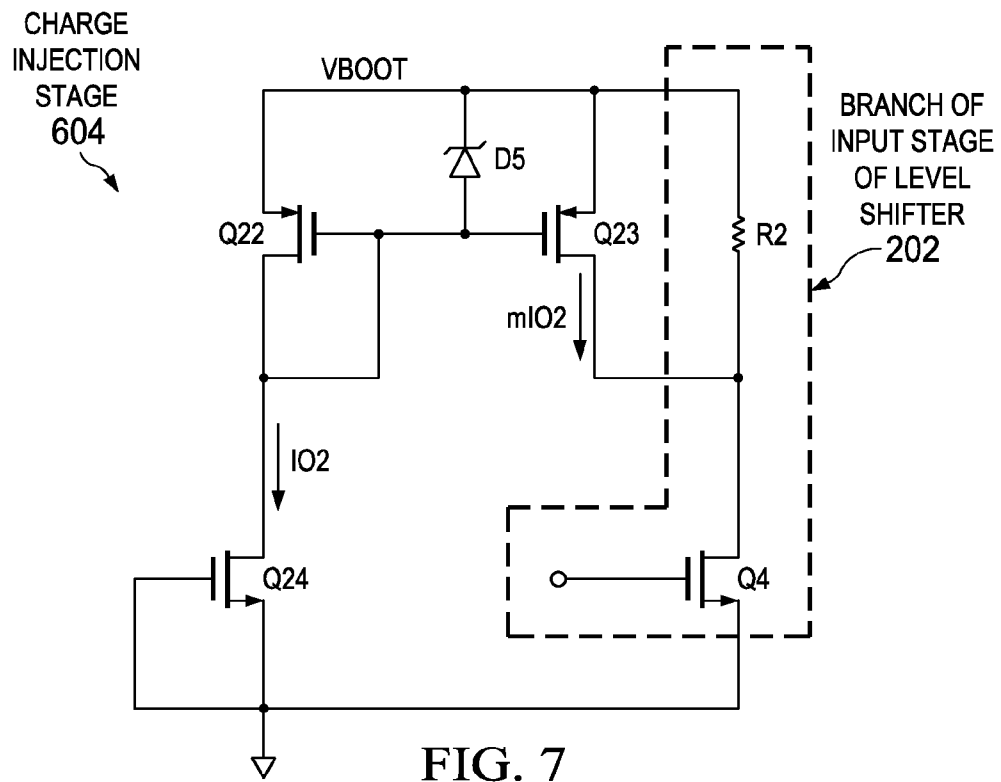 CHARGE
INJECTION
STAGE
604
VBOOT
BRANCH OF
INPUT STAGE
OF LEVEL
SHIFTER
202
D5
Q22
Q23
R2
mIO2
IO2
Q24
Q4
FIG. 7